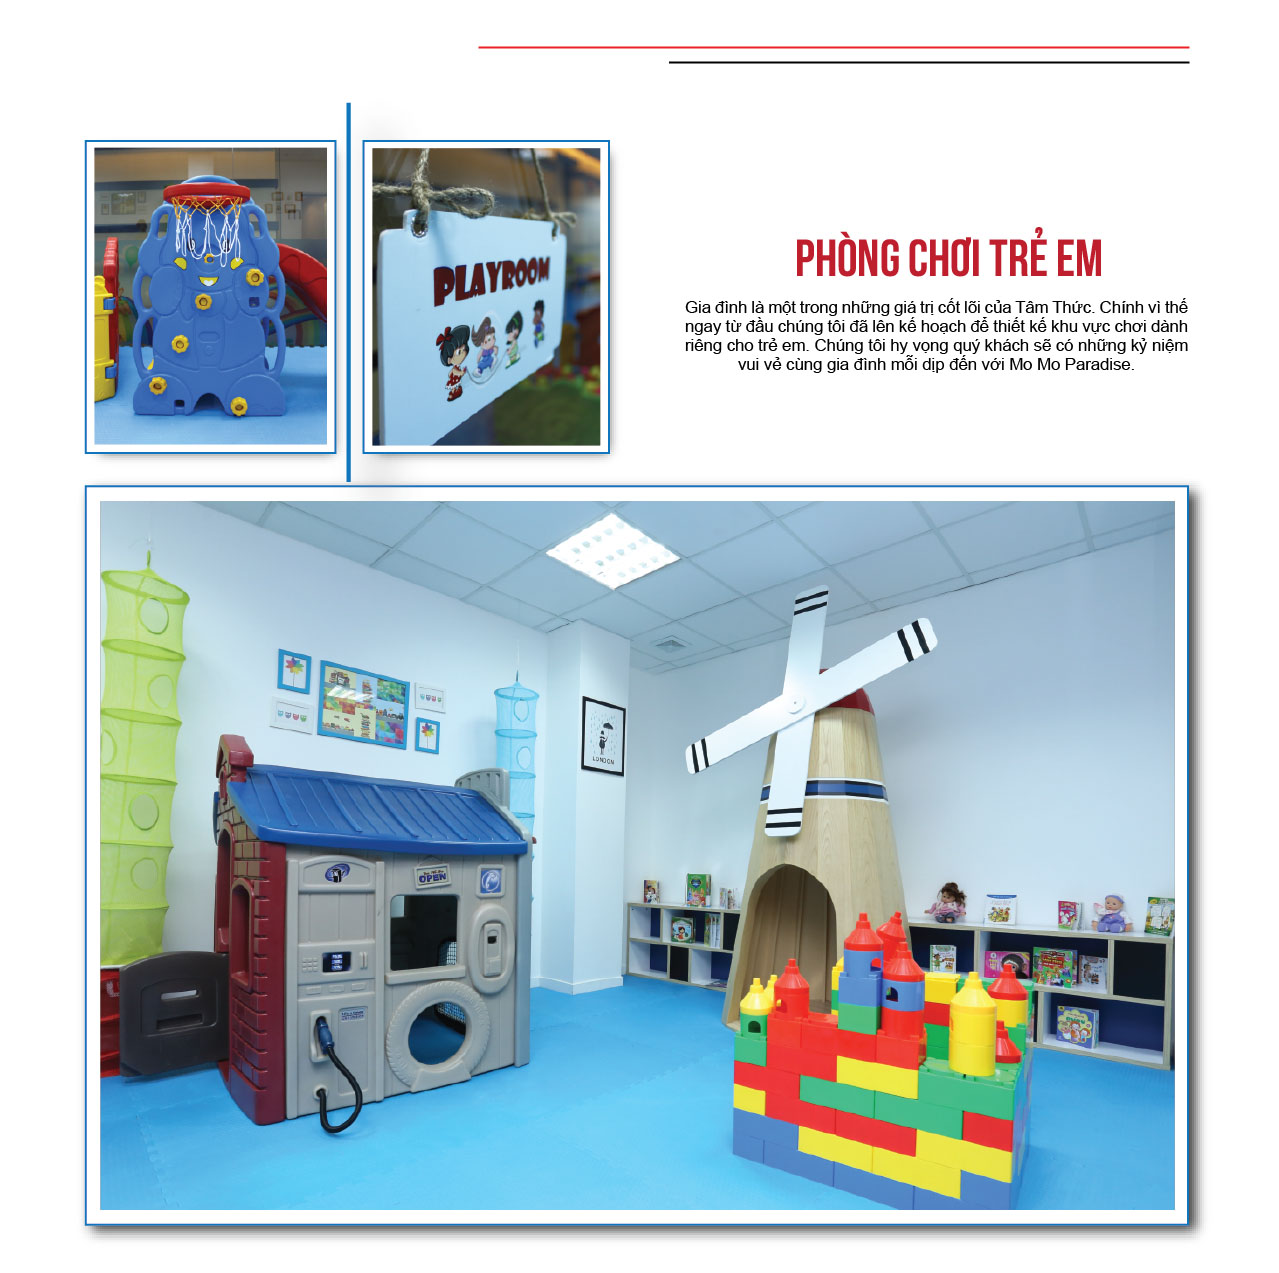 PLAYROOM
PHÒNG CHƠI TRẺ EM
Gia đình là một trong những giá trị cốt lõi của Tâm Thức. Chính vì thế
ngay từ đầu chúng tôi đã lên kế hoạch để thiết kế khu vực chơi dành
riêng cho trẻ em. Chúng tôi hy vọng quý khách sẽ có những kỷ niệm
vui vẻ cùng gia đình mỗi dịp đến với Mo Mo Paradise.
LONDON
OPEN